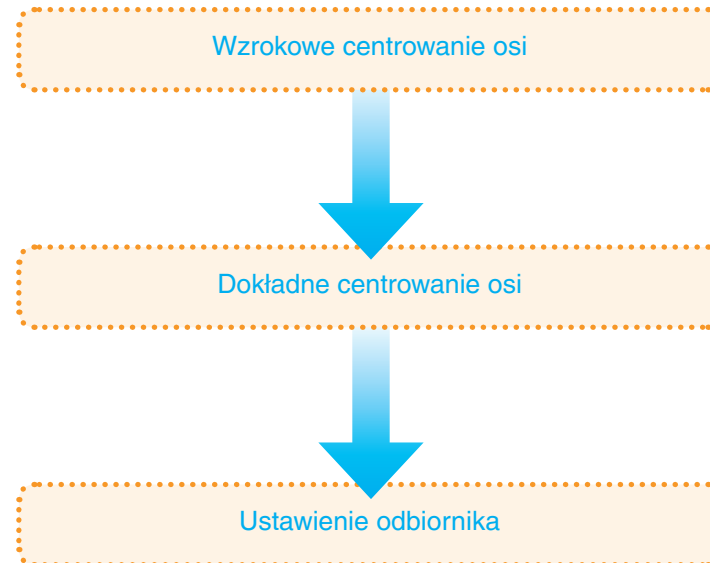 Wzrokowe centrowanie osi
Dokładne centrowanie osi
Ustawienie odbiornika